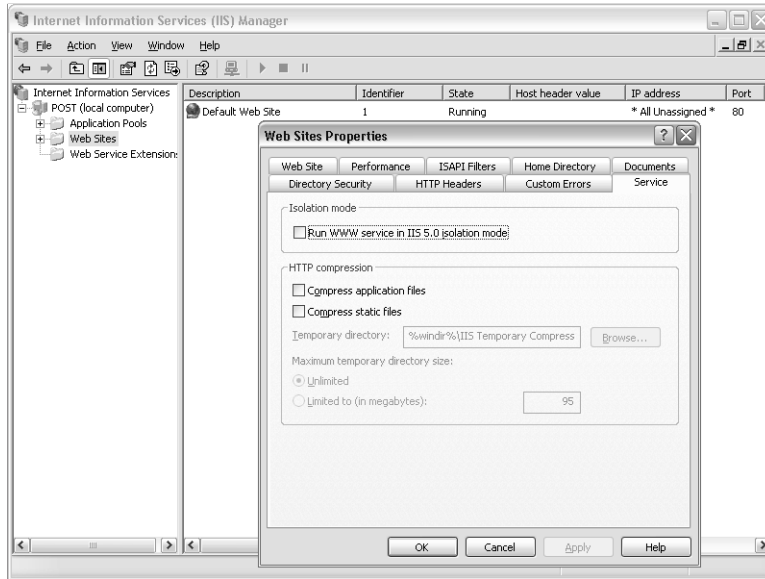 Internet Information Services (IIS) Manager
File Action View Window Help
Internet Information Services
POST (local computer)
Application Pools
Web Sites
Web Service Extension
Description Identifier State Host header value IP address Port
Default Web Site 1 Running * All Unassigned * 80
Web Sites Properties
Web Site Performance ISAPI Filters Home Directory Documents
Directory Security HTTP Headers Custom Errors Service
Isolation mode
Run WWW service in IIS 5.0 isolation mode
HTTP compression
Compress application files
Compress static files
Temporary directory: %windir%\IIS Temporary Compress Browse...
Maximum temporary directory size:
Unlimited
Limited to (in megabytes): 95
OK Cancel Apply Help